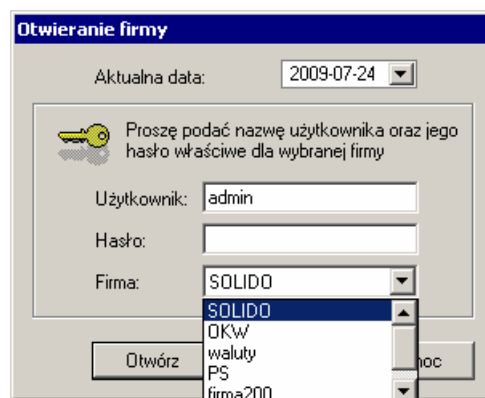 Otwieranie firmy
Aktualna data: 2009-07-24
Proszę podać nazwę użytkownika oraz jego
hasło właściwe dla wybranej firmy
Użytkownik: admin
Hasło:
Firma: SOLIDO
SOLIDO
OKW
waluty
PS
firma200
Otwórz